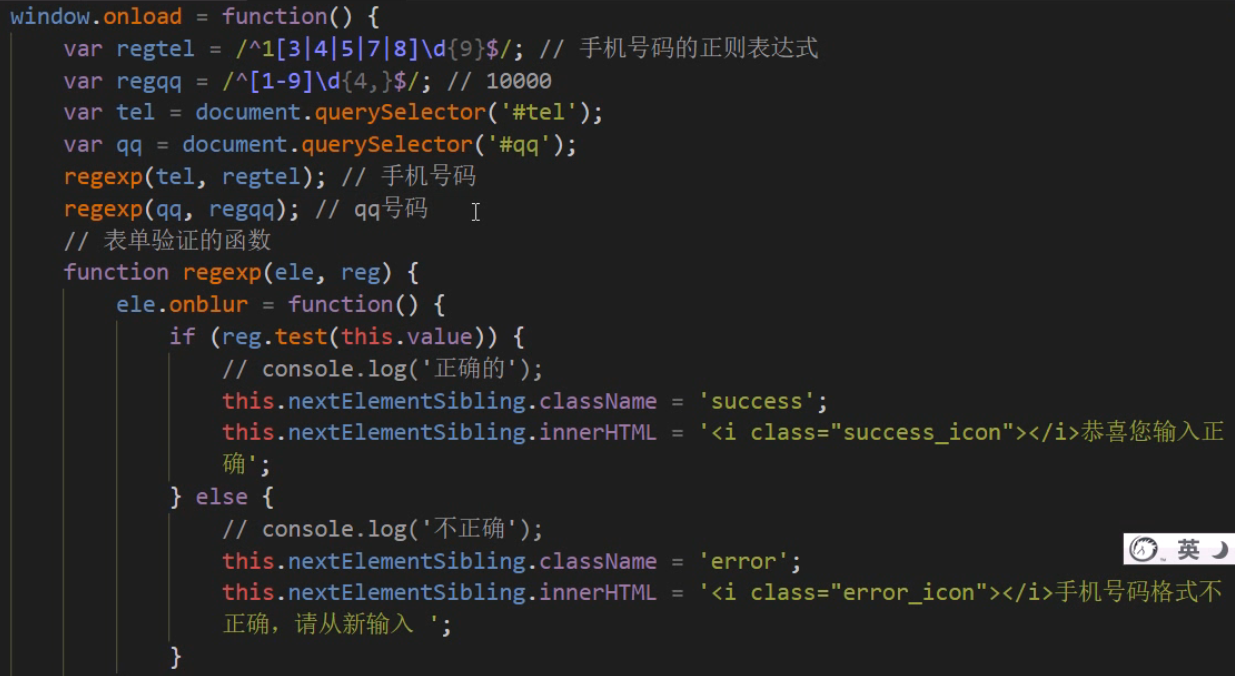 window.onload = function() {
    var regtel = /^1[3|4|5|7|8]\d{9}$/; // 手机号码的正则表达式
    var regqq = /^[1-9]\d{4,}$/; // 10000
    var tel = document.querySelector('#tel');
    var qq = document.querySelector('#qq');
    regexp(tel, regtel); // 手机号码
    regexp(qq, regqq); // qq号码
    // 表单验证的函数
    function regexp(ele, reg) {
        ele.onblur = function() {
            if (reg.test(this.value)) {
                // console.log('正确的');
                this.nextElementSibling.className = 'success';
                this.nextElementSibling.innerHTML = '<i class="success_icon"></i>恭喜您输入正
                确';
            } else {
                // console.log('不正确');
                this.nextElementSibling.className = 'error';
                this.nextElementSibling.innerHTML = '<i class="error_icon"></i>手机号码格式不
                正确，请从新输入 ';
            }
英